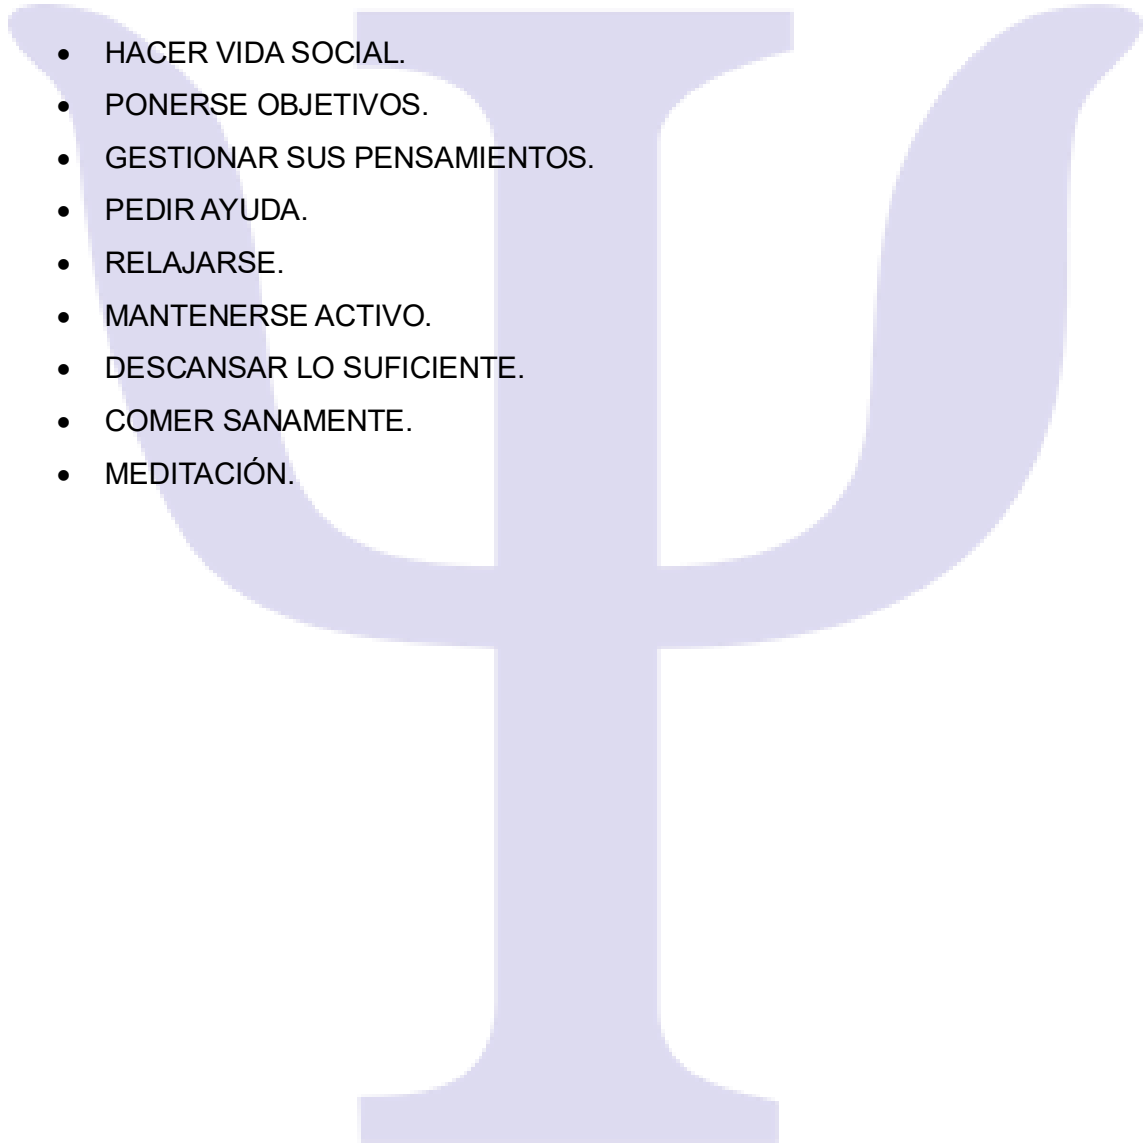 • HACER VIDA SOCIAL.
• PONERSE OBJETIVOS.
• GESTIONAR SUS PENSAMIENTOS.
• PEDIR AYUDA.
• RELAJARSE.
• MANTENERSE ACTIVO.
• DESCANSAR LO SUFICIENTE.
• COMER SANAMENTE.
• MEDITACIÓN.